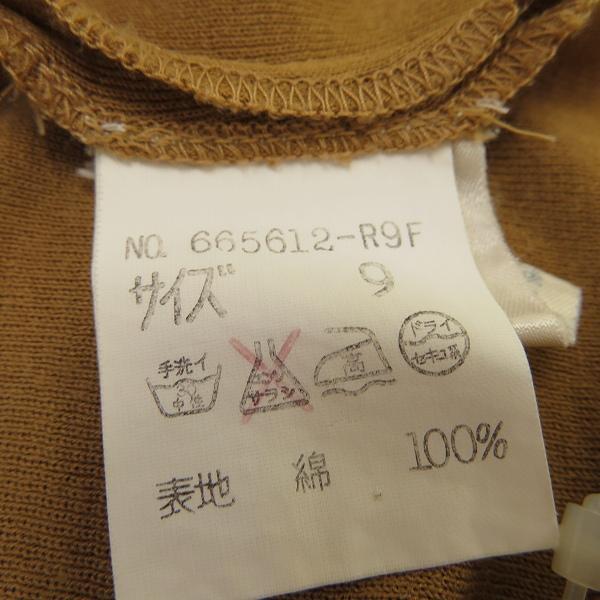 NO. 665612-R9F
サイズ 9
手洗イ
中性
エンソ
サラシ
高
ドライ
セキユ系
表地 綿 100%